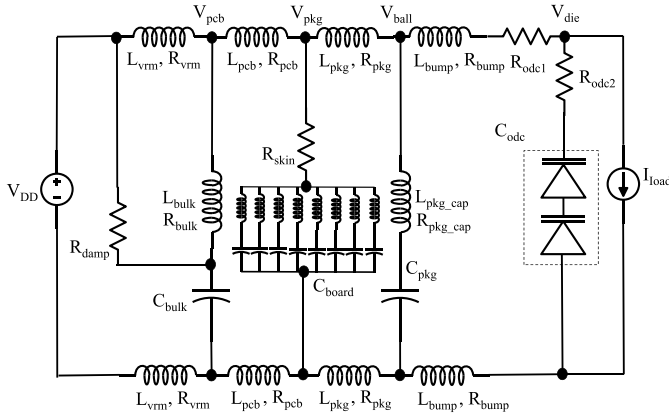 V_pcb V_pkg V_ball V_die
L_vrm, R_vrm L_pcb, R_pcb L_pkg, R_pkg L_bump, R_bump R_odc1 R_odc2
C_odc
R_skin
V_DD + - L_bulk L_pkg_cap I_load
R_bulk R_pkg_cap
R_damp
C_bulk C_board C_pkg
L_vrm, R_vrm L_pcb, R_pcb L_pkg, R_pkg L_bump, R_bump